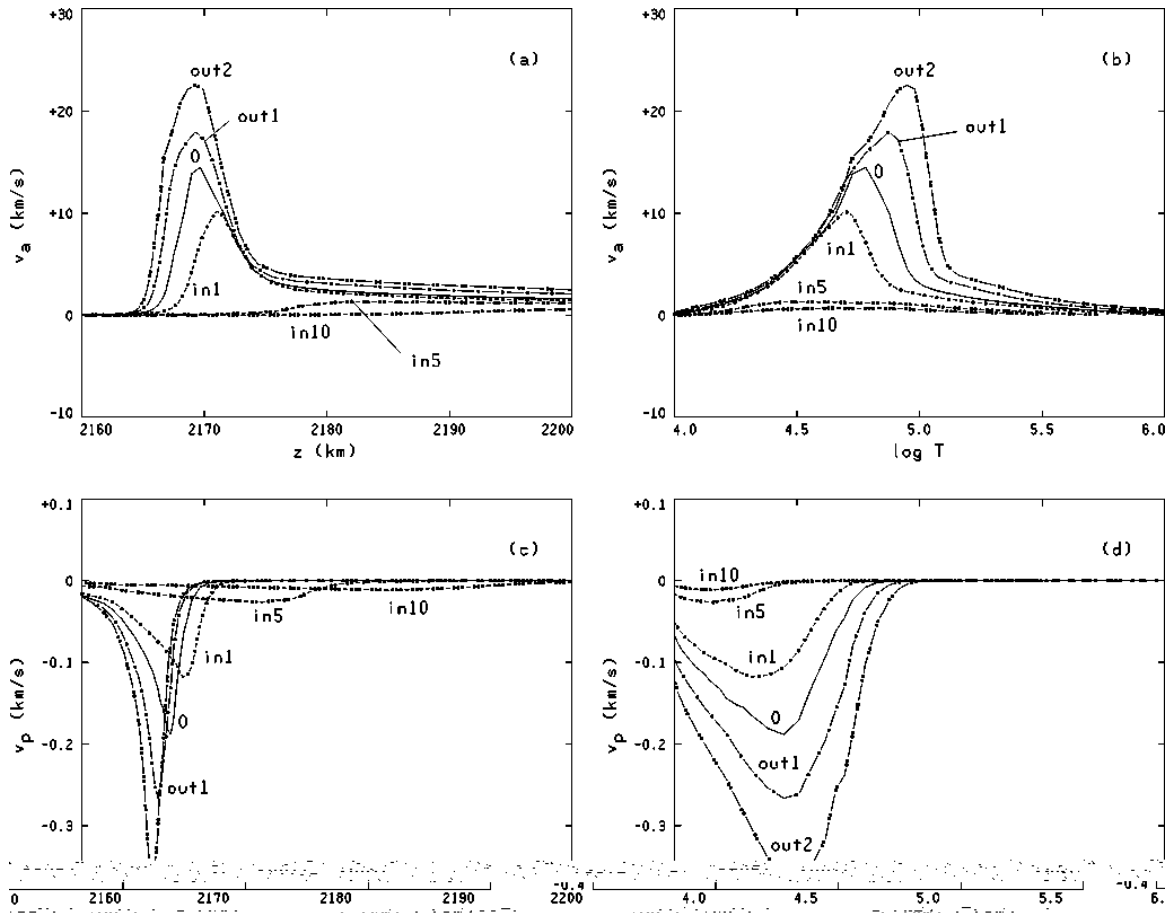 +30
+20
+10
0
-10
v_a (km/s)
(a)
out2
out1
0
in1
in10
in5
2160 2170 2180 2190 2200
z (km)
+30
+20
+10
0
-10
v_a (km/s)
(b)
out2
out1
0
in1
in5
in10
4.0 4.5 5.0 5.5 6.0
log T
+0.1
0
-0.1
-0.2
-0.3
v_p (km/s)
(c)
in5
in10
in1
0
out1
+0.1
0
-0.1
-0.2
-0.3
v_p (km/s)
(d)
in10
in5
in1
0
out1
out2
-0.4
-0.4
0 2160 2170 2180 2190 2200
4.0 4.5 5.0 5.5 6.